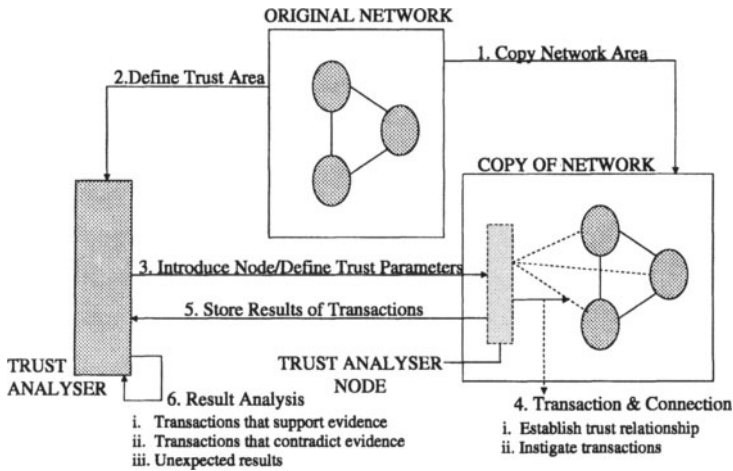 ORIGINAL NETWORK
1. Copy Network Area
2.Define Trust Area
COPY OF NETWORK
3. Introduce Node/Define Trust Parameters
5. Store Results of Transactions
TRUST
ANALYSER
TRUST ANALYSER
NODE
6. Result Analysis
i. Transactions that support evidence
ii. Transactions that contradict evidence
iii. Unexpected results
4. Transaction & Connection
i. Establish trust relationship
ii. Instigate transactions